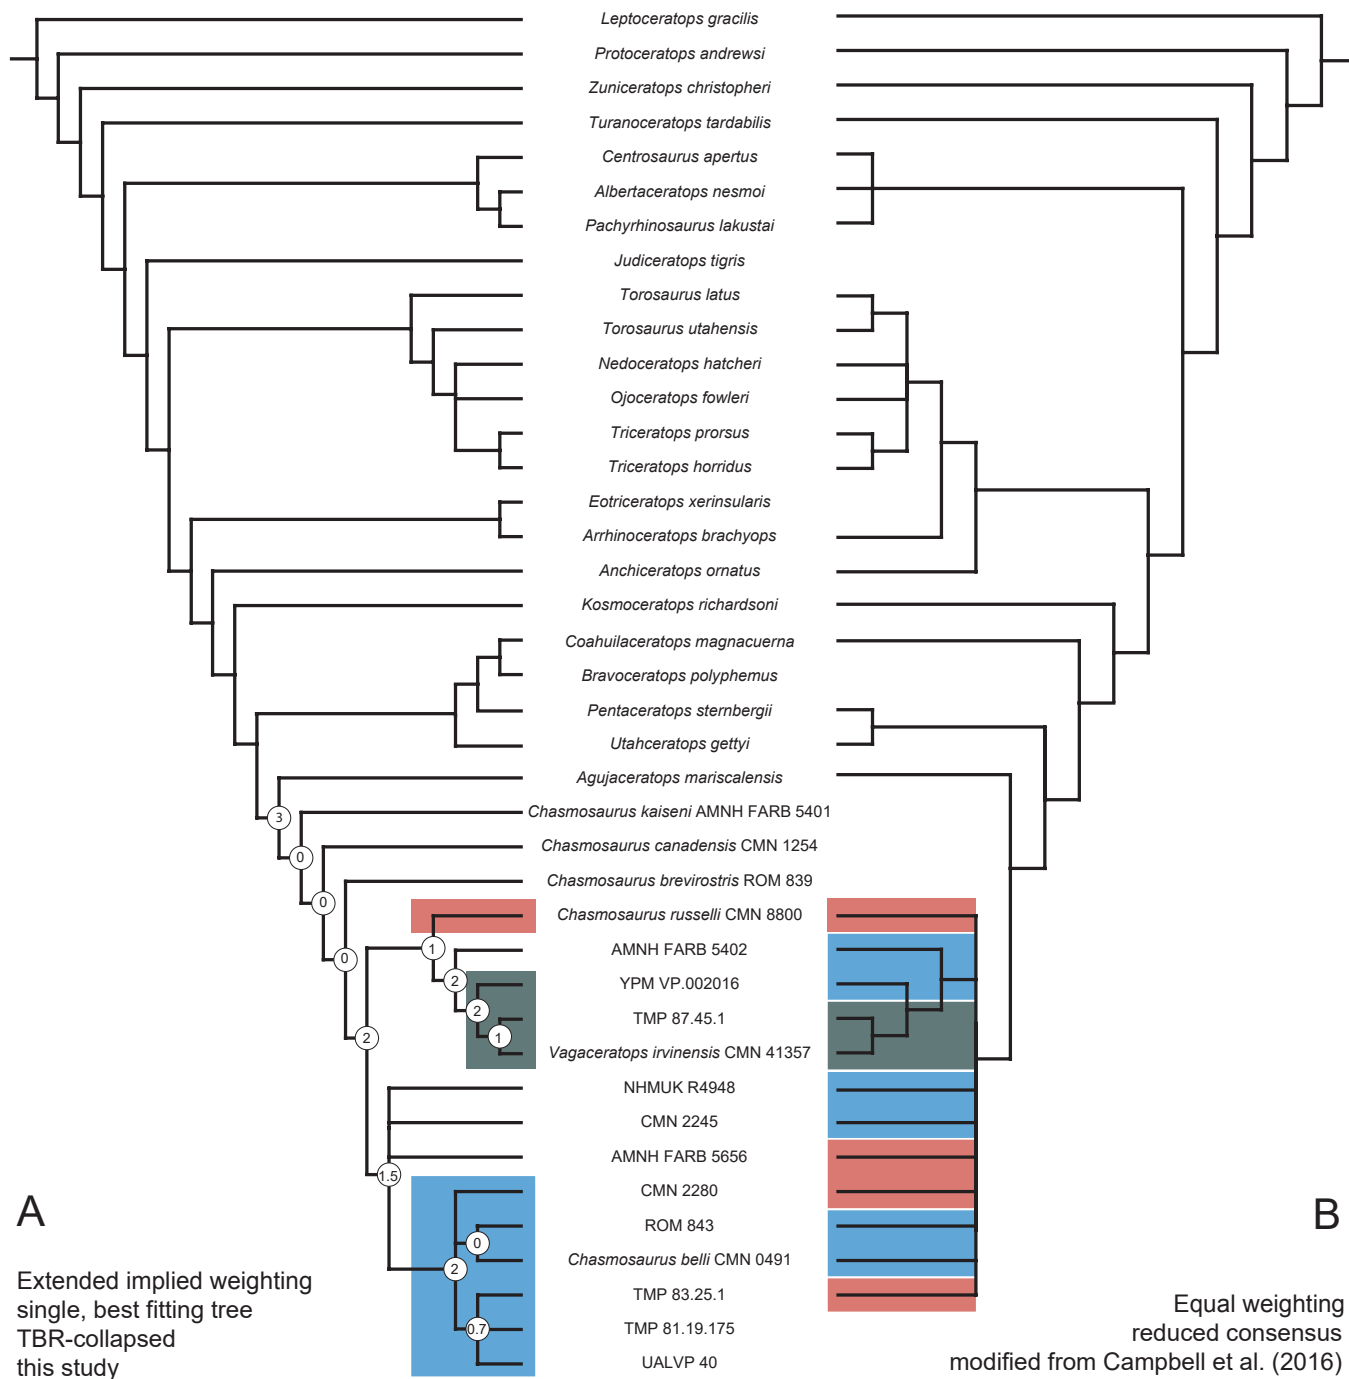 Leptoceratops gracilis
Protoceratops andrewsi
Zuniceratops christopheri
Turanoceratops tardabilis
Centrosaurus apertus
Albertaceratops nesmoi
Pachyrhinosaurus lakustai
Judiceratops tigris
Torosaurus latus
Torosaurus utahensis
Nedoceratops hatcheri
Ojoceratops fowleri
Triceratops prorsus
Triceratops horridus
Eotriceratops xerinsularis
Arrhinoceratops brachyops
Anchiceratops ornatus
Kosmoceratops richardsoni
Coahuilaceratops magnacuerna
Bravoceratops polyphemus
Pentaceratops sternbergii
Utahceratops gettyi
Agujaceratops mariscalensis
Chasmosaurus kaiseni AMNH FARB 5401
3
Chasmosaurus canadensis CMN 1254
0
Chasmosaurus brevirostris ROM 839
0
Chasmosaurus russelli CMN 8800
1
AMNH FARB 5402
0
2
YPM VP.002016
2
TMP 87.45.1
2
1
Vagaceratops irvinensis CMN 41357
NHMUK R4948
CMN 2245
AMNH FARB 5656
1.5
CMN 2280
ROM 843
0
Chasmosaurus belli CMN 0491
2
TMP 83.25.1
TMP 81.19.175
0.7
UALVP 40
A
Extended implied weighting
single, best fitting tree
TBR-collapsed
this study
B
Equal weighting
reduced consensus
modified from Campbell et al. (2016)